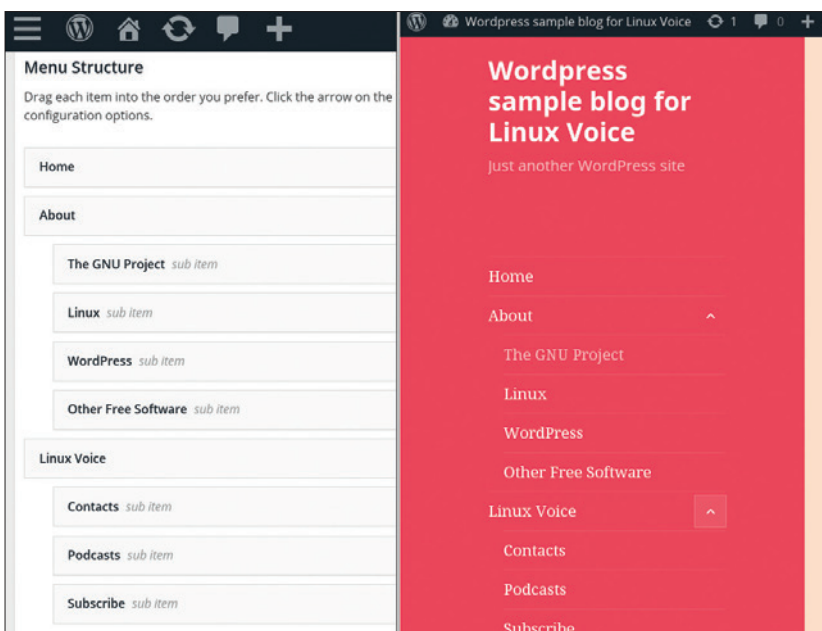 Menu Structure
Drag each item into the order you prefer. Click the arrow on the
configuration options.
Home
About
The GNU Project sub item
Linux sub item
WordPress sub item
Other Free Software sub item
Linux Voice
Contacts sub item
Podcasts sub item
Subscribe sub item
Wordpress sample blog for Linux Voice 1 0
Wordpress
sample blog for
Linux Voice
Just another WordPress site
Home
About
The GNU Project
Linux
WordPress
Other Free Software
Linux Voice
Contacts
Podcasts
Subscribe